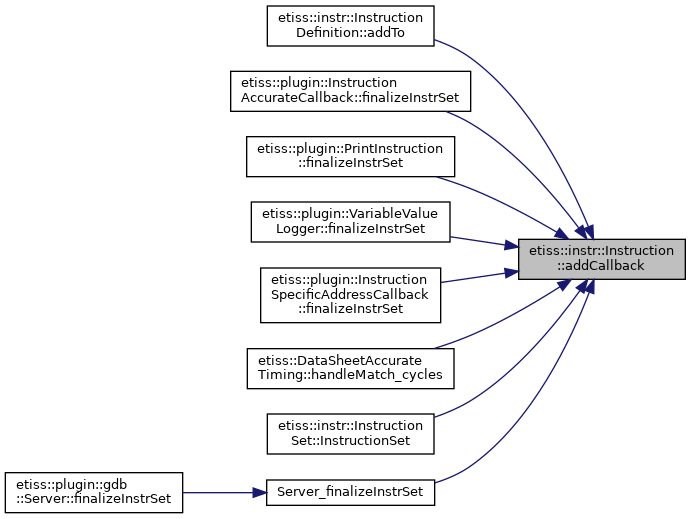 etiss::instr::Instruction
Definition::addTo
etiss::plugin::Instruction
AccurateCallback::finalizeInstrSet
etiss::plugin::PrintInstruction
::finalizeInstrSet
etiss::plugin::VariableValue
Logger::finalizeInstrSet
etiss::instr::Instruction
::addCallback
etiss::plugin::Instruction
SpecificAddressCallback
::finalizeInstrSet
etiss::DataSheetAccurate
Timing::handleMatch_cycles
etiss::instr::Instruction
Set::InstructionSet
etiss::plugin::gdb
::Server::finalizeInstrSet
Server_finalizeInstrSet